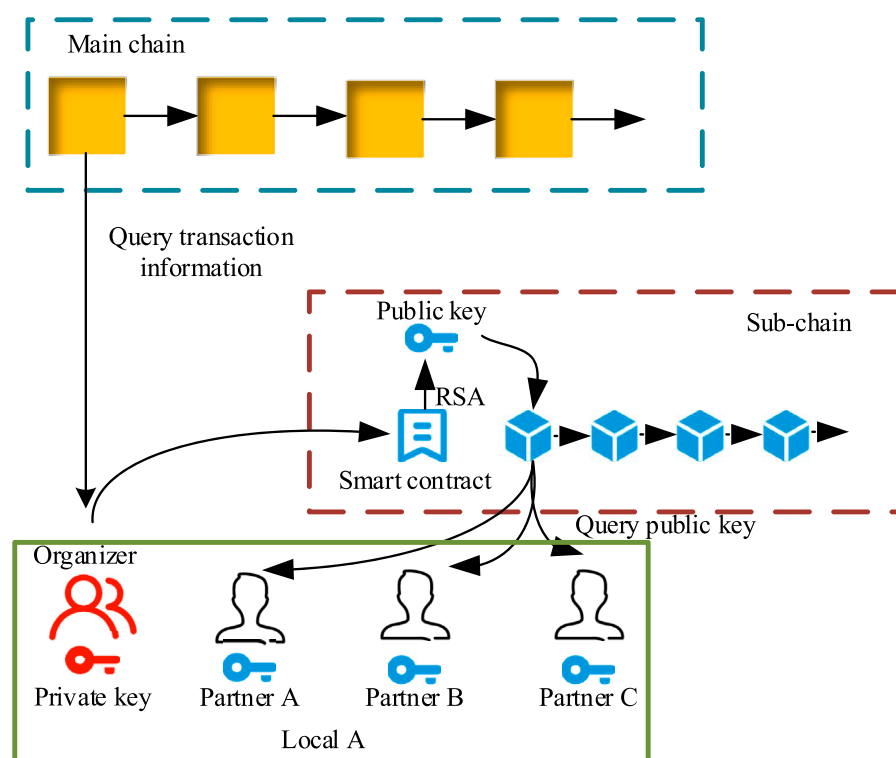 Main chain
Query transaction
information
Public key
Sub-chain
RSA
Smart contract
Query public key
Organizer
Private key
Partner A
Partner B
Partner C
Local A